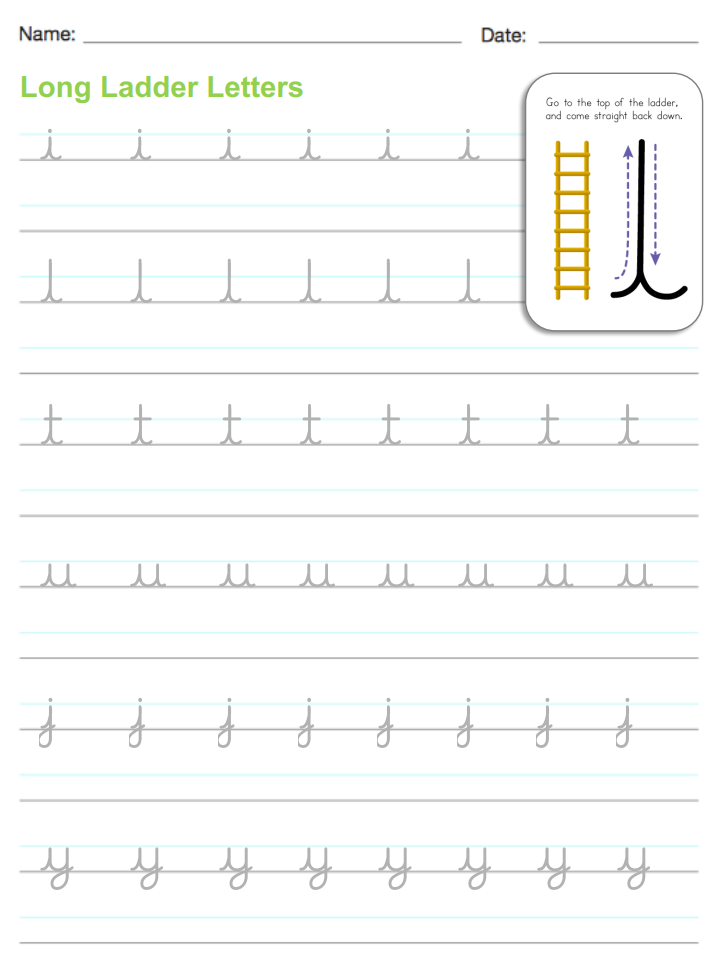 Name: Date:
Long Ladder Letters
Go to the top of the ladder,
and come straight back down.
i i i i i i
l l l l l l
t t t t t t t t
u u u u u u u u
j j j j j j j j
y y y y y y y y